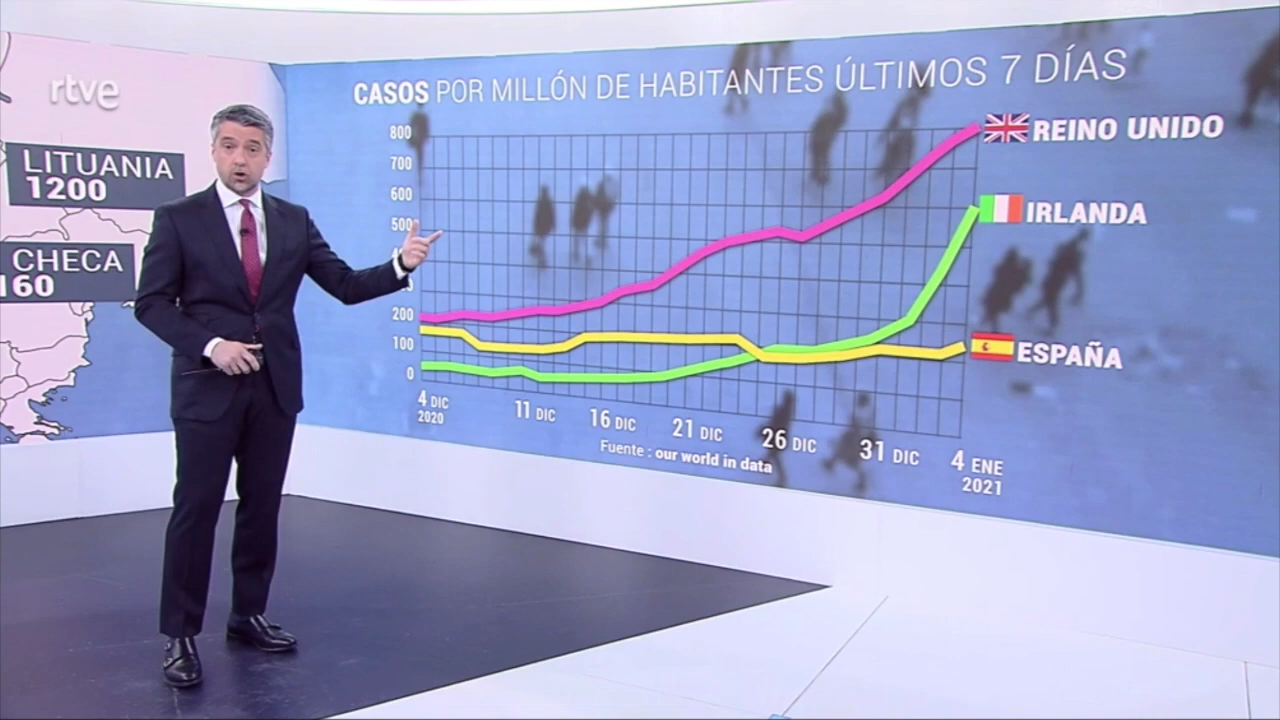 rtve
LITUANIA
1200
CHECA
160
CASOS POR MILLÓN DE HABITANTES ÚLTIMOS 7 DÍAS
800
700
600
500
200
100
0
REINO UNIDO
IRLANDA
ESPAÑA
4 DIC
2020
11 DIC
16 DIC
21 DIC
26 DIC
31 DIC
4 ENE
2021
Fuente : our world in data